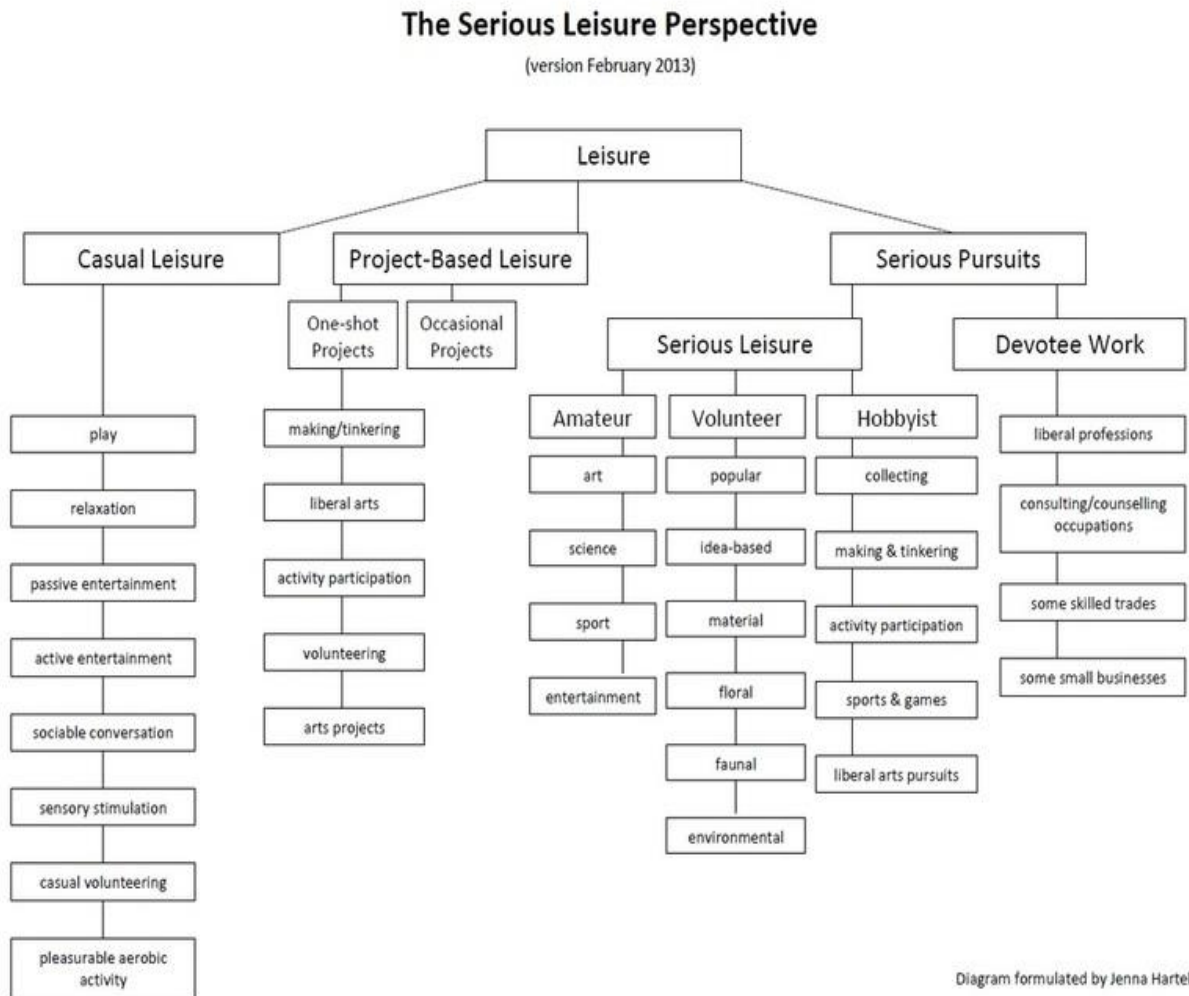 The Serious Leisure Perspective
(version February 2013)
Leisure
Casual Leisure
Project-Based Leisure
Serious Pursuits
One-shot
Projects
Occasional
Projects
Serious Leisure
Devotee Work
Amateur
Volunteer
Hobbyist
play
relaxation
passive entertainment
active entertainment
sociable conversation
sensory stimulation
casual volunteering
pleasurable aerobic
activity
making/tinkering
liberal arts
activity participation
volunteering
arts projects
art
science
sport
entertainment
popular
idea-based
material
floral
faunal
environmental
collecting
making & tinkering
activity participation
sports & games
liberal arts pursuits
liberal professions
consulting/counselling
occupations
some skilled trades
some small businesses
Diagram formulated by Jenna Hartel